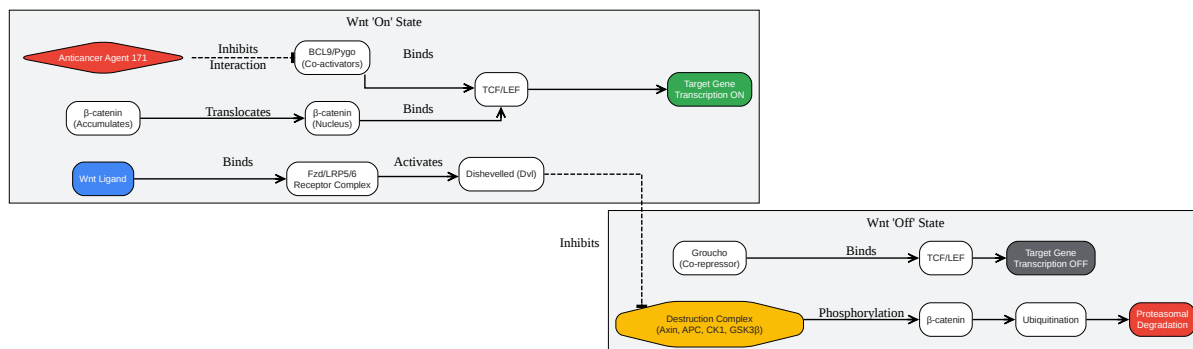 Wnt 'On' State
Anticancer Agent 171
Inhibits
Interaction
BCL9/Pygo
(Co-activators)
Binds
TCF/LEF
Target Gene
Transcription ON
β-catenin
(Accumulates)
Translocates
β-catenin
(Nucleus)
Binds
Wnt Ligand
Binds
Fzd/LRP5/6
Receptor Complex
Activates
Dishevelled (Dvl)
Inhibits
Wnt 'Off' State
Groucho
(Co-repressor)
Binds
TCF/LEF
Target Gene
Transcription OFF
Destruction Complex
(Axin, APC, CK1, GSK3β)
Phosphorylation
β-catenin
Ubiquitination
Proteasomal
Degradation